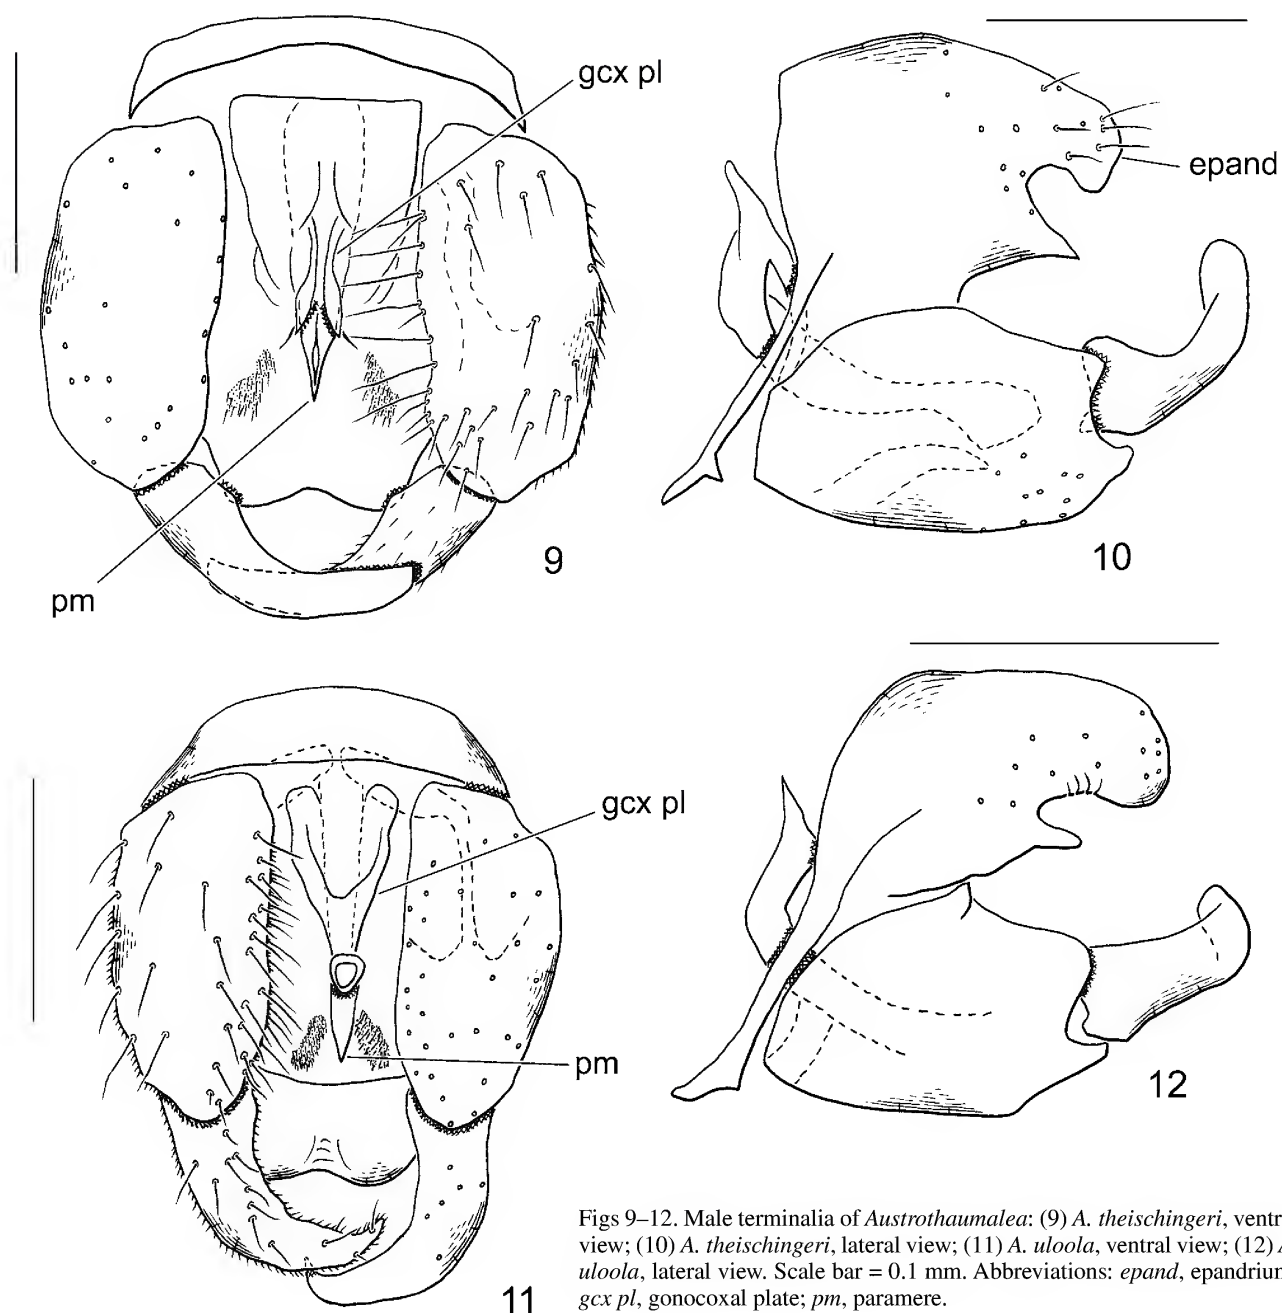 gcx pl
epand
9
10
pm
gcx pl
pm
12
11
Figs 9–12. Male terminalia of Austrothaumalea: (9) A. theischingeri,
view; (10) A. theischingeri, lateral view; (11) A. uloola, ventral view; (12)
uloola, lateral view. Scale bar = 0.1 mm. Abbreviations: epand,
gcx pl, gonocoxal plate; pm, paramere.